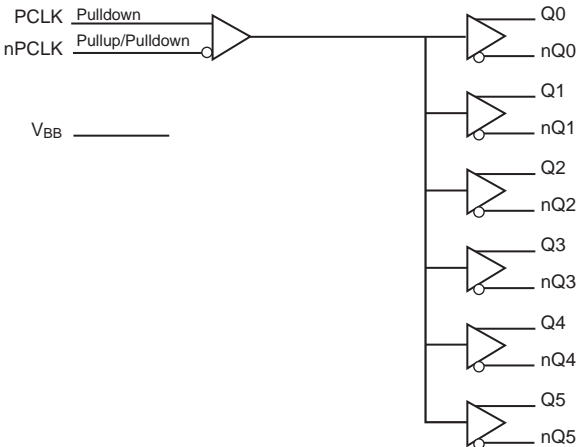 PCLK Pulldown
nPCLK Pullup/Pulldown
VBB
Q0
nQ0
Q1
nQ1
Q2
nQ2
Q3
nQ3
Q4
nQ4
Q5
nQ5